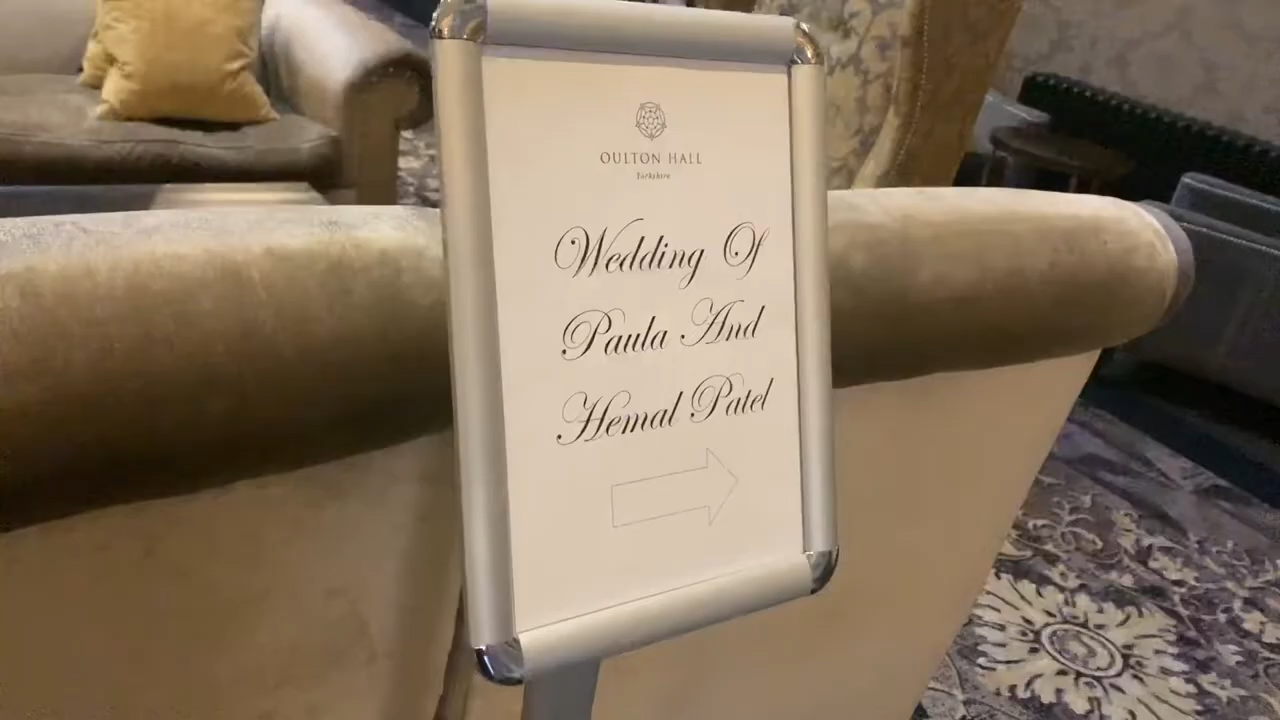 OULTON HALL
Yorkshire
Wedding Of
Paula And
Hemal Patel